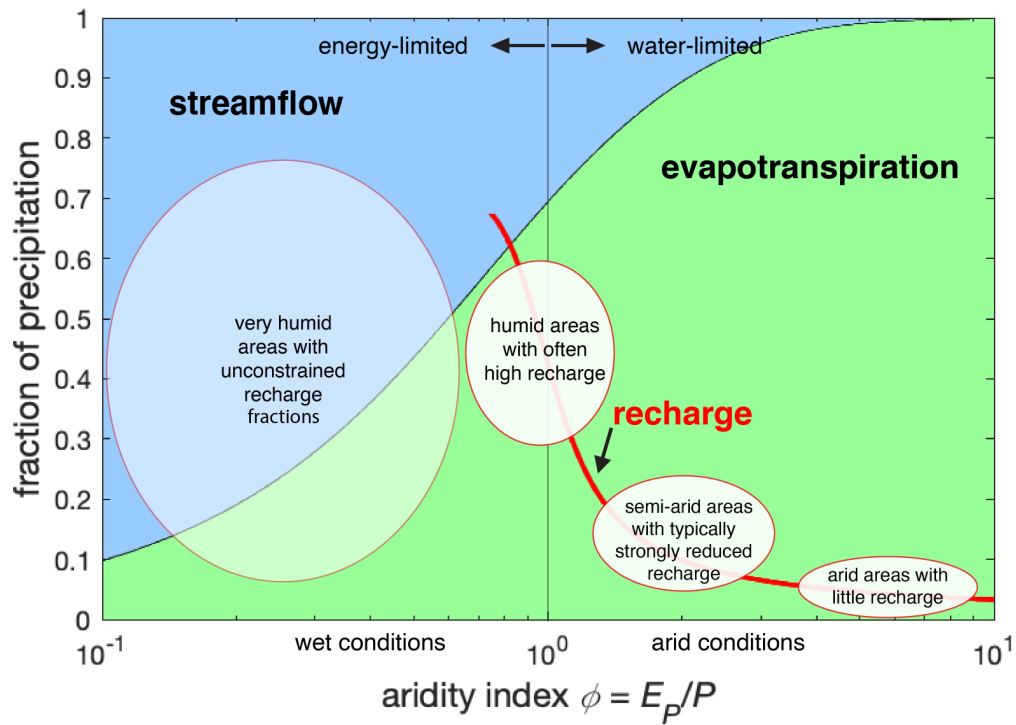 1
energy-limited
water-limited
0.9
streamflow
0.8
evapotranspiration
0.7
0.6
fraction of precipitation
very humid
areas with
unconstrained
recharge
fractions
humid areas
with often
high recharge
0.5
0.4
recharge
0.3
0.2
semi-arid areas
with typically
strongly reduced
recharge
0.1
arid areas with
little recharge
0
wet conditions
arid conditions
10⁻¹
10⁰
10¹
aridity index ϕ = E_P/P